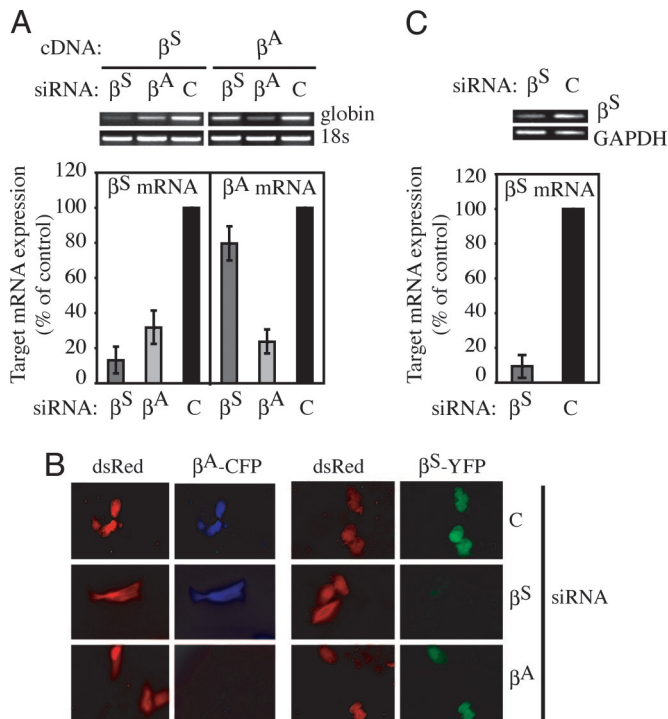 A
cDNA: βS βA
siRNA: βS βA C
globin
18s
120
100
80
60
40
20
0
Target mRNA expression
(% of control)
βS mRNA
βA mRNA
siRNA: βS βA C βS βA C
C
siRNA: βS C
βS
GAPDH
120
100
80
60
40
20
0
Target mRNA expression
(% of control)
βS mRNA
siRNA: βS C
B
dsRed βA-CFP dsRed βS-YFP
C
βS
βA
siRNA